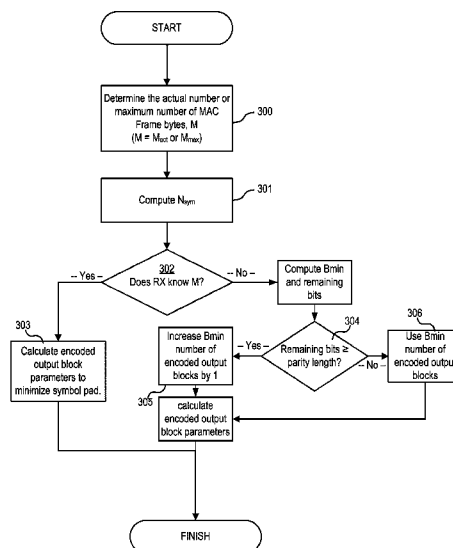 START
Determine the actual number or
maximum number of MAC
Frame bytes, M
(M = Mact or Mmax)
300
Compute Nsym
301
302
Does RX know M?
-- Yes --
-- No --
Compute Bmin
and remaining
bits
303
Calculate encoded
output block
parameters to
minimize symbol pad.
304
Remaining bits ≥
parity length?
-- Yes --
-- No --
Increase Bmin
number of
encoded output
blocks by 1
305
306
Use Bmin
number of
encoded output
blocks
calculate
encoded output
block parameters
FINISH